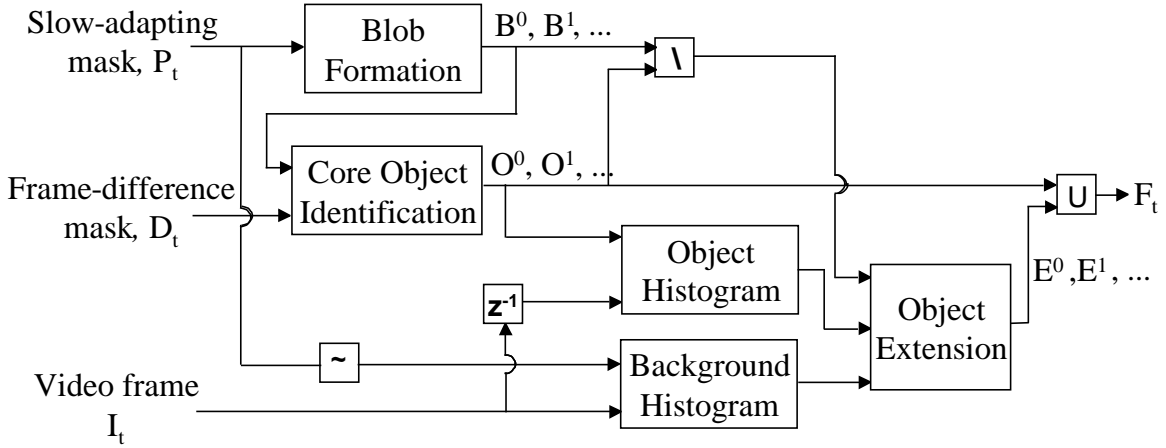 Slow-adapting
mask, Pₜ
Blob
Formation
B⁰, B¹, ...
\
Frame-difference
mask, Dₜ
Core Object
Identification
O⁰, O¹, ...
∪
Fₜ
Object
Histogram
E⁰,E¹, ...
z⁻¹
Object
Extension
~
Video frame
Iₜ
Background
Histogram